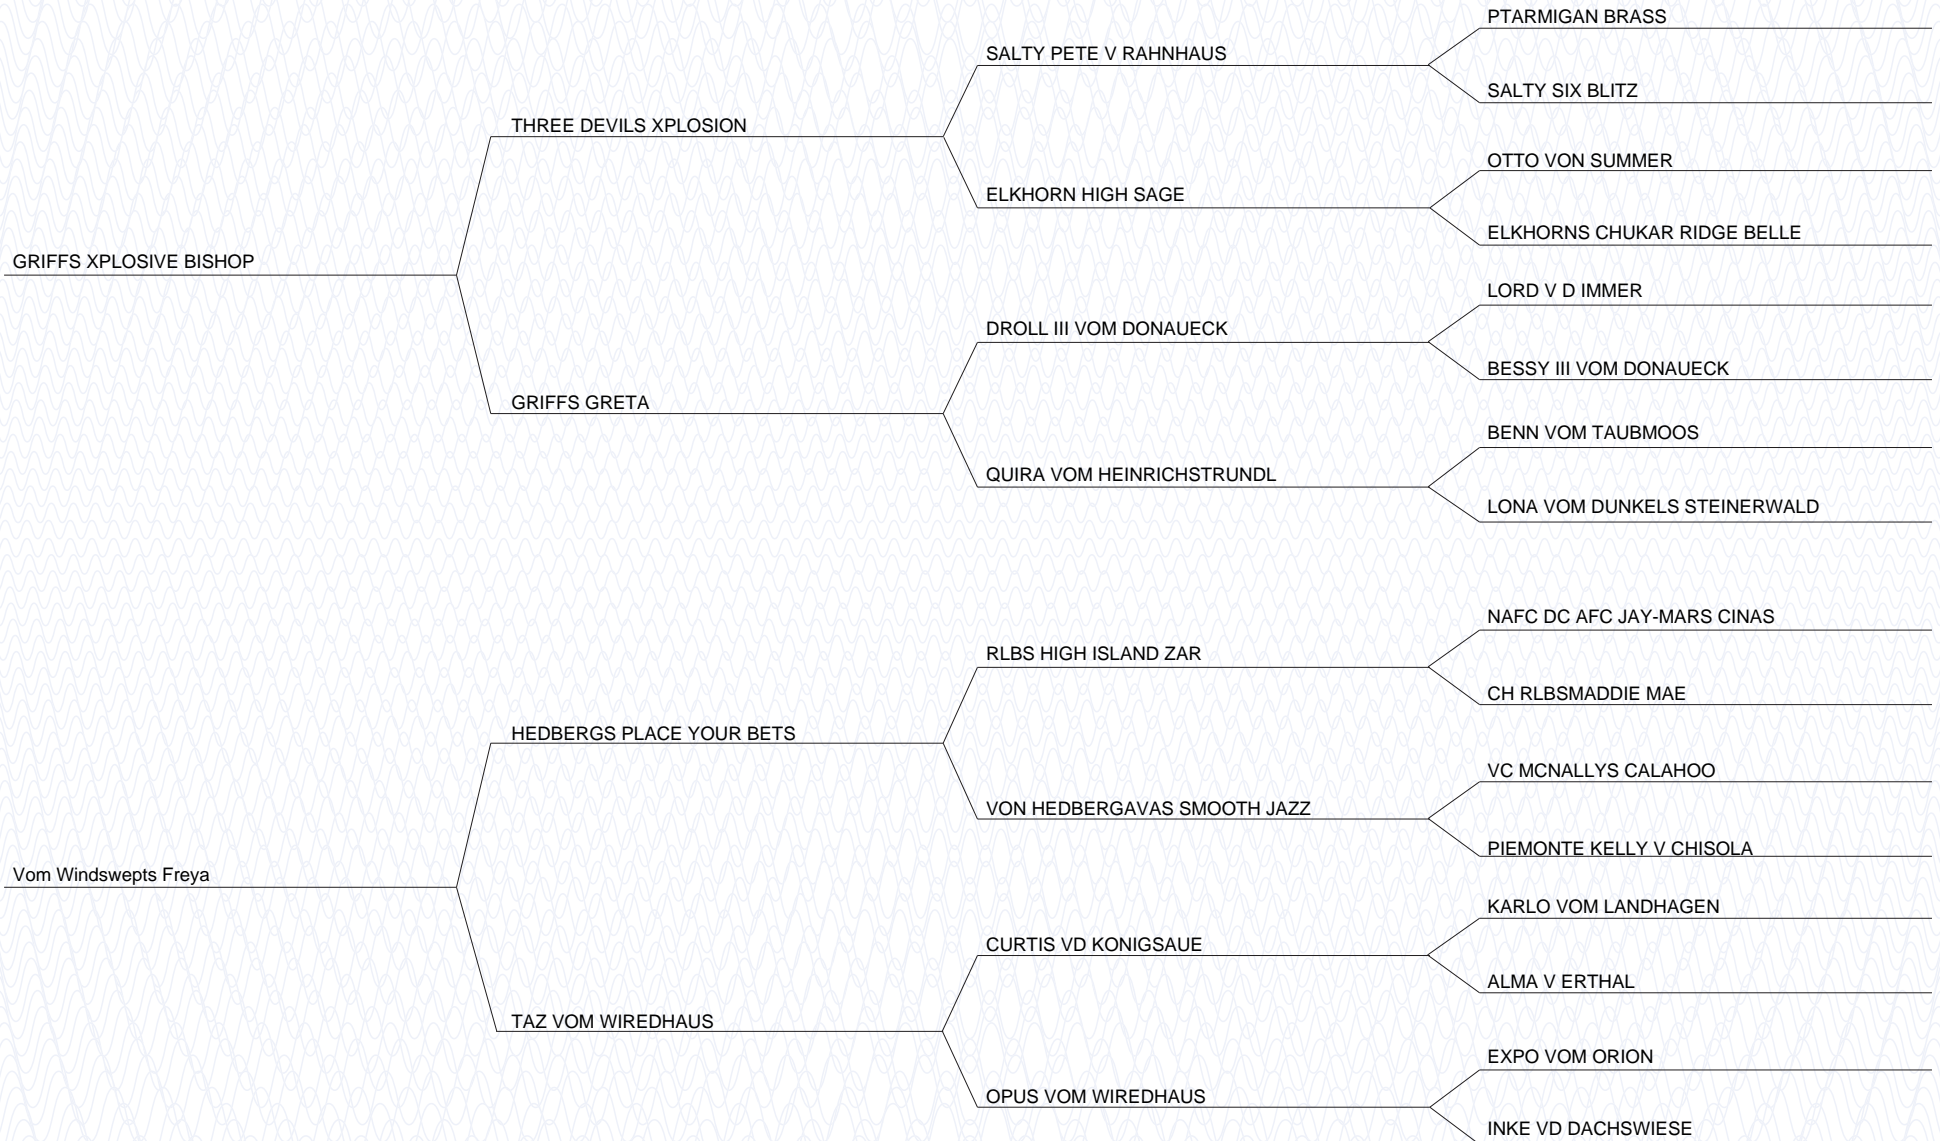 PTARMIGAN BRASS
SALTY PETE V RAHNHAUS
SALTY SIX BLITZ
THREE DEVILS XPLOSION
OTTO VON SUMMER
ELKHORN HIGH SAGE
ELKHORNS CHUKAR RIDGE BELLE
GRIFFS XPLOSIVE BISHOP
LORD V D IMMER
DROLL III VOM DONAUECK
BESSY III VOM DONAUECK
GRIFFS GRETA
BENN VOM TAUBMOOS
QUIRA VOM HEINRICHSTRUNDL
LONA VOM DUNKELS STEINERWALD
NAFC DC AFC JAY-MARS CINAS
RLBS HIGH ISLAND ZAR
CH RLBSMADDIE MAE
HEDBERGS PLACE YOUR BETS
VC MCNALLYS CALAHOO
VON HEDBERGAVAS SMOOTH JAZZ
PIEMONTE KELLY V CHISOLA
Vom Windswepts Freya
KARLO VOM LANDHAGEN
CURTIS VD KONIGSAUE
ALMA V ERTHAL
TAZ VOM WIREDHAUS
EXPO VOM ORION
OPUS VOM WIREDHAUS
INKE VD DACHSWIESE